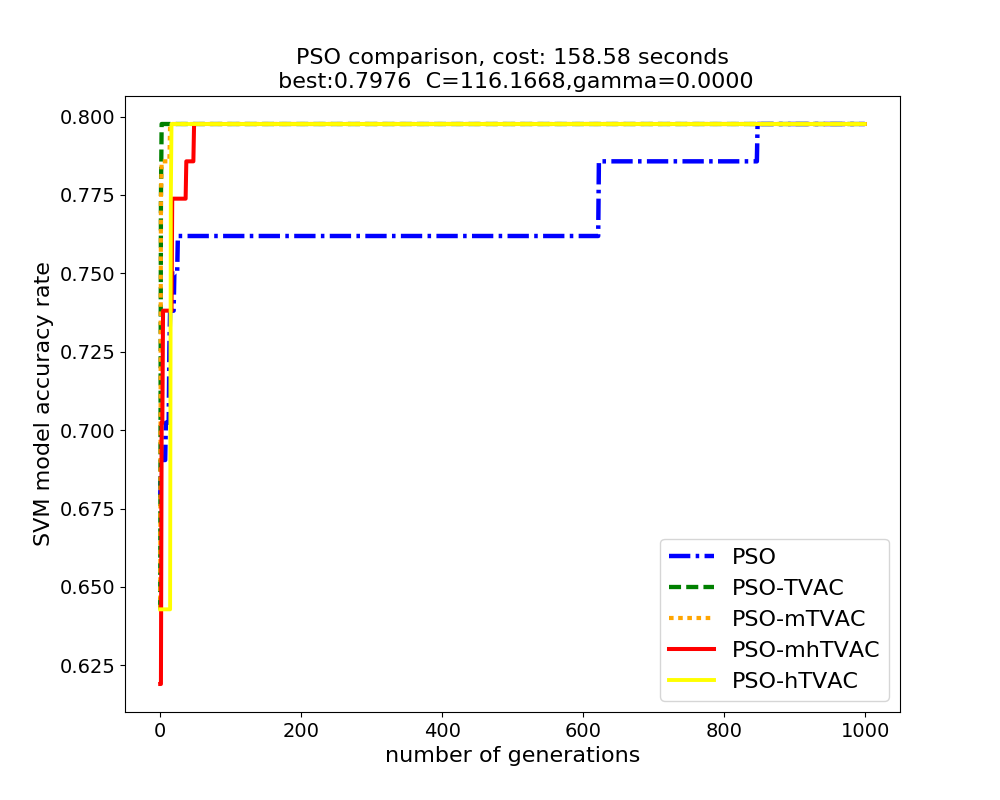 PSO comparison, cost: 158.58 seconds
best:0.7976  C=116.1668,gamma=0.0000
0.800
0.775
0.750
0.725
0.700
0.675
0.650
0.625
SVM model accuracy rate
0 200 400 600 800 1000
number of generations
PSO
PSO-TVAC
PSO-mTVAC
PSO-mhTVAC
PSO-hTVAC